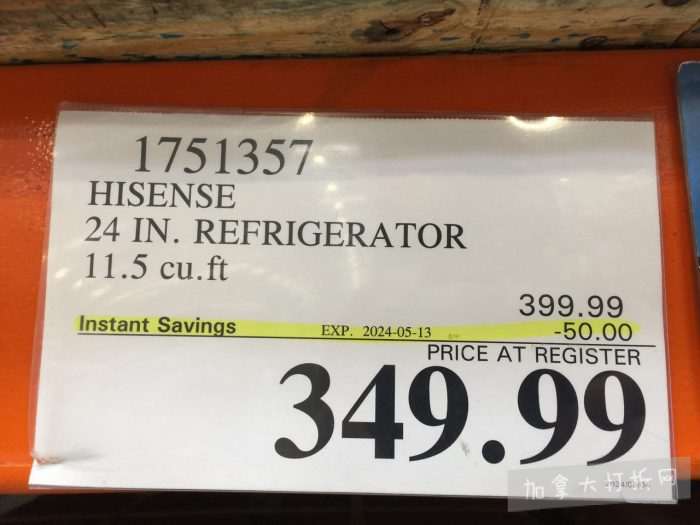 1751357
HISENSE
24 IN. REFRIGERATOR
11.5 cu.ft
399.99
Instant Savings EXP. 2024-05-13 -50.00
PRICE AT REGISTER
349.99
加拿大打折网